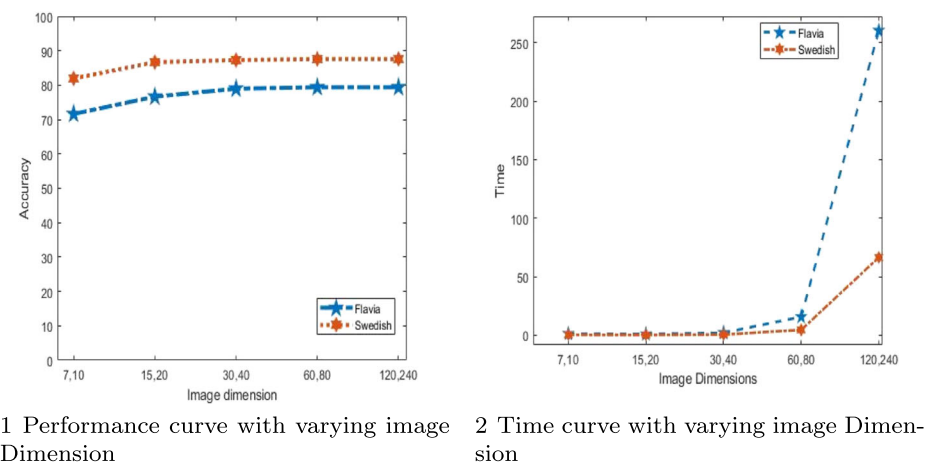 100
90
80
70
60
50
40
30
20
10
0
Accuracy
7,10 15,20 30,40 60,80 120,240
Image dimension
Flavia
Swedish
1 Performance curve with varying image
Dimension
250
200
150
100
50
0
Time
7,10 15,20 30,40 60,80 120,240
Image Dimensions
Flavia
Swedish
2 Time curve with varying image Dimen-
sion